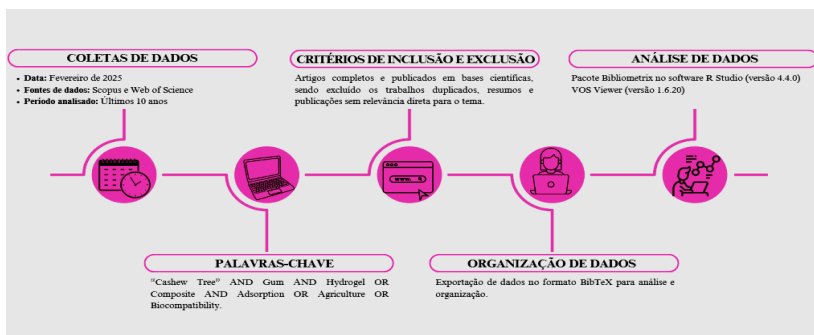 COLETAS DE DADOS
• Data: Fevereiro de 2025
• Fontes de dados: Scopus e Web of Science
• Período analisado: Últimos 10 anos
CRITÉRIOS DE INCLUSÃO E EXCLUSÃO
Artigos completos e publicados em bases científicas,
sendo excluído os trabalhos duplicados, resumos e
publicações sem relevância direta para o tema.
ANÁLISE DE DADOS
Pacote Bibliometrix no software R Studio (versão 4.4.0)
VOS Viewer (versão 1.6.20)
www.
PALAVRAS-CHAVE
"Cashew Tree" AND Gum AND Hydrogel OR
Composite AND Adsorption OR Agriculture OR
Biocompatibility.
ORGANIZAÇÃO DE DADOS
Exportação de dados no formato BibTeX para análise e
organização.